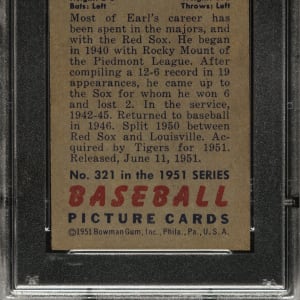 Bats: Left Throws: Left
Most of Earl's career has
been spent in the majors, and
with the Red Sox. He began
in 1940 with Rocky Mount of
the Piedmont League. After
compiling a 12-6 record in 19
appearances, he came up to
the Sox for whom he won 6
and lost 2. In the service,
1942-45. Returned to baseball
in 1946. Split 1950 between
Red Sox and Louisville. Ac-
quired by Tigers for 1951.
Released, June 11, 1951.
No. 321 in the 1951 SERIES
BASEBALL
PICTURE CARDS
©1951 Bowman Gum, Inc., Phila., Pa., U.S.A.